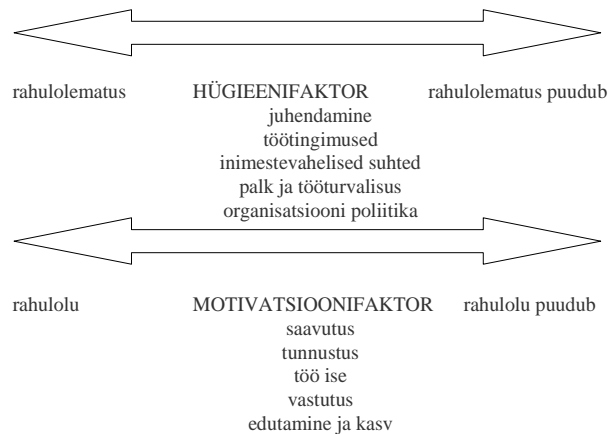 rahulolematus HÜGIEENIFAKTOR rahulolematus puudub
juhendamine
töötingimused
inimestevahelised suhted
palk ja tööturvalisus
organisatsiooni poliitika
rahulolu MOTIVATSIOONIFAKTOR rahulolu puudub
saavutus
tunnustus
töö ise
vastutus
edutamine ja kasv